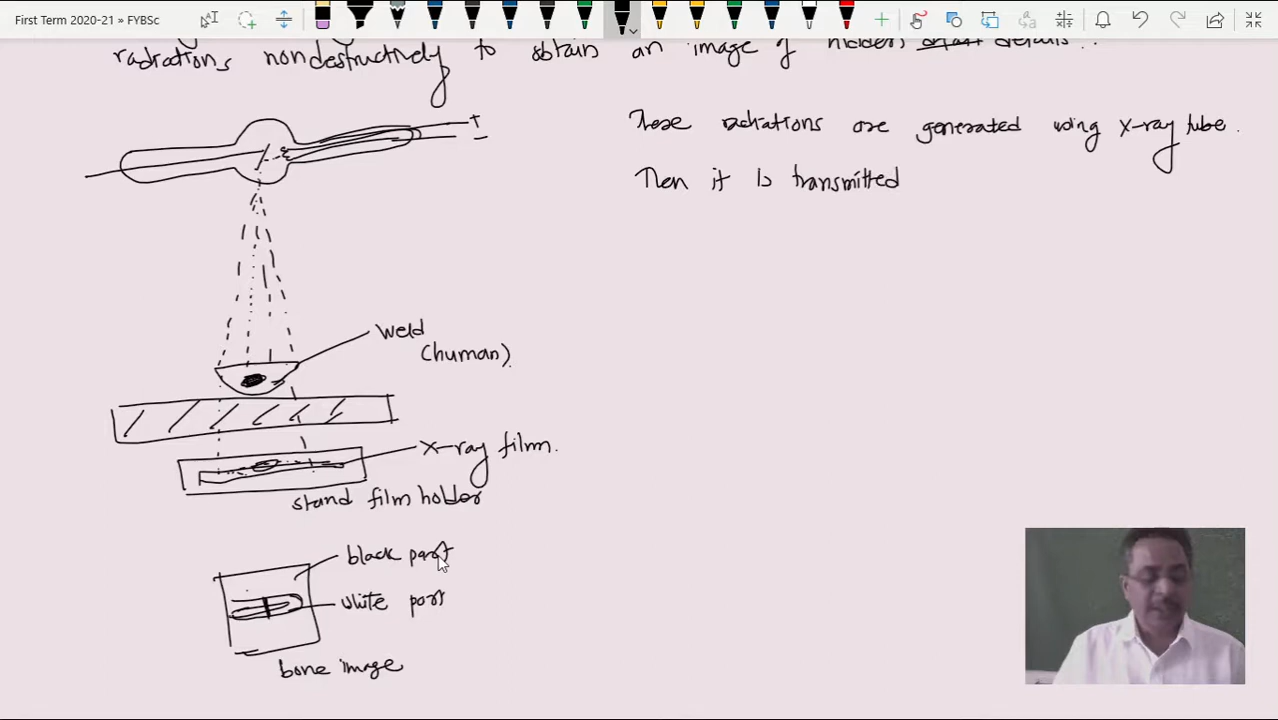 First Term 2020-21 » FYBSc
radiations nondestructively to obtain an image of hidden details.
These radiations are generated using x-ray tube.
Then it is transmitted
+
−
weld
(human).
x-ray film.
stand film holder
black part
white part
bone image